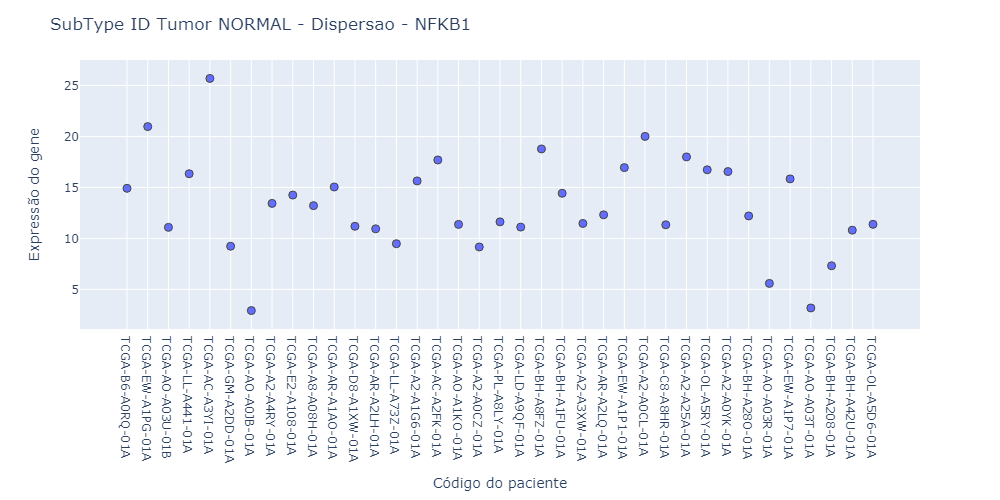 SubType ID Tumor NORMAL - Dispersao - NFKB1
Expressão do gene
25
20
15
10
5
TCGA-B6-A0RQ-01A
TCGA-EW-A1PG-01A
TCGA-AO-A03U-01B
TCGA-LL-A441-01A
TCGA-AC-A3YI-01A
TCGA-GM-A2DD-01A
TCGA-AO-A0JB-01A
TCGA-A2-A4RY-01A
TCGA-E2-A108-01A
TCGA-A8-A08H-01A
TCGA-AR-A1AO-01A
TCGA-D8-A1XW-01A
TCGA-AR-A2LH-01A
TCGA-LL-A73Z-01A
TCGA-A2-A1G6-01A
TCGA-AC-A2FK-01A
TCGA-AO-A1KO-01A
TCGA-A2-A0CZ-01A
TCGA-PL-A8LY-01A
TCGA-LD-A9QF-01A
TCGA-BH-A8FZ-01A
TCGA-BH-A1FU-01A
TCGA-A2-A3XW-01A
TCGA-AR-A2LQ-01A
TCGA-EW-A1P1-01A
TCGA-A2-A0CL-01A
TCGA-C8-A8HR-01A
TCGA-A2-A25A-01A
TCGA-OL-A5RY-01A
TCGA-A2-A0YK-01A
TCGA-BH-A28O-01A
TCGA-AO-A03R-01A
TCGA-EW-A1P7-01A
TCGA-AO-A03T-01A
TCGA-BH-A208-01A
TCGA-BH-A42U-01A
TCGA-OL-A5D6-01A
Código do paciente